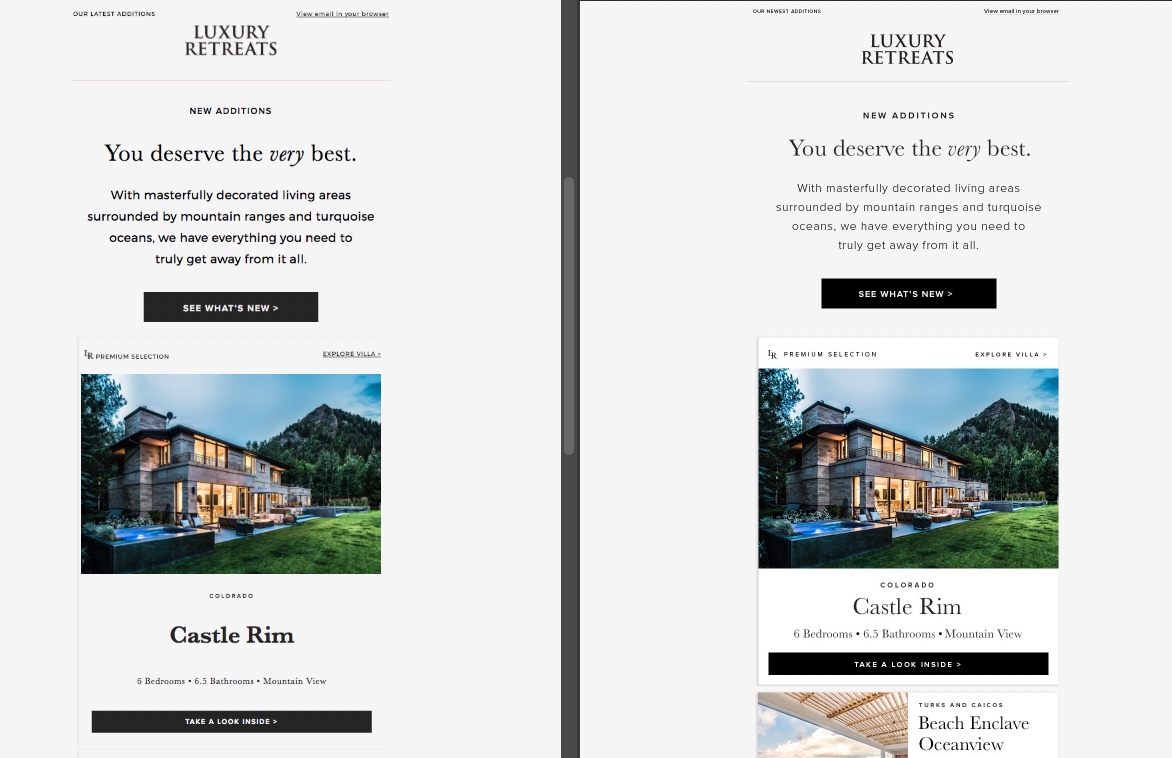 OUR LATEST ADDITIONS
View email in your browser
LUXURY
RETREATS
NEW ADDITIONS
You deserve the very best.
With masterfully decorated living areas
surrounded by mountain ranges and turquoise
oceans, we have everything you need to
truly get away from it all.
SEE WHAT'S NEW >
LR PREMIUM SELECTION
EXPLORE VILLA >
COLORADO
Castle Rim
6 Bedrooms • 6.5 Bathrooms • Mountain View
TAKE A LOOK INSIDE >
OUR NEWEST ADDITIONS
View email in your browser
LUXURY
RETREATS
NEW ADDITIONS
You deserve the very best.
With masterfully decorated living areas
surrounded by mountain ranges and turquoise
oceans, we have everything you need to
truly get away from it all.
SEE WHAT'S NEW >
LR PREMIUM SELECTION
EXPLORE VILLA >
COLORADO
Castle Rim
6 Bedrooms • 6.5 Bathrooms • Mountain View
TAKE A LOOK INSIDE >
TURKS AND CAICOS
Beach Enclave
Oceanview